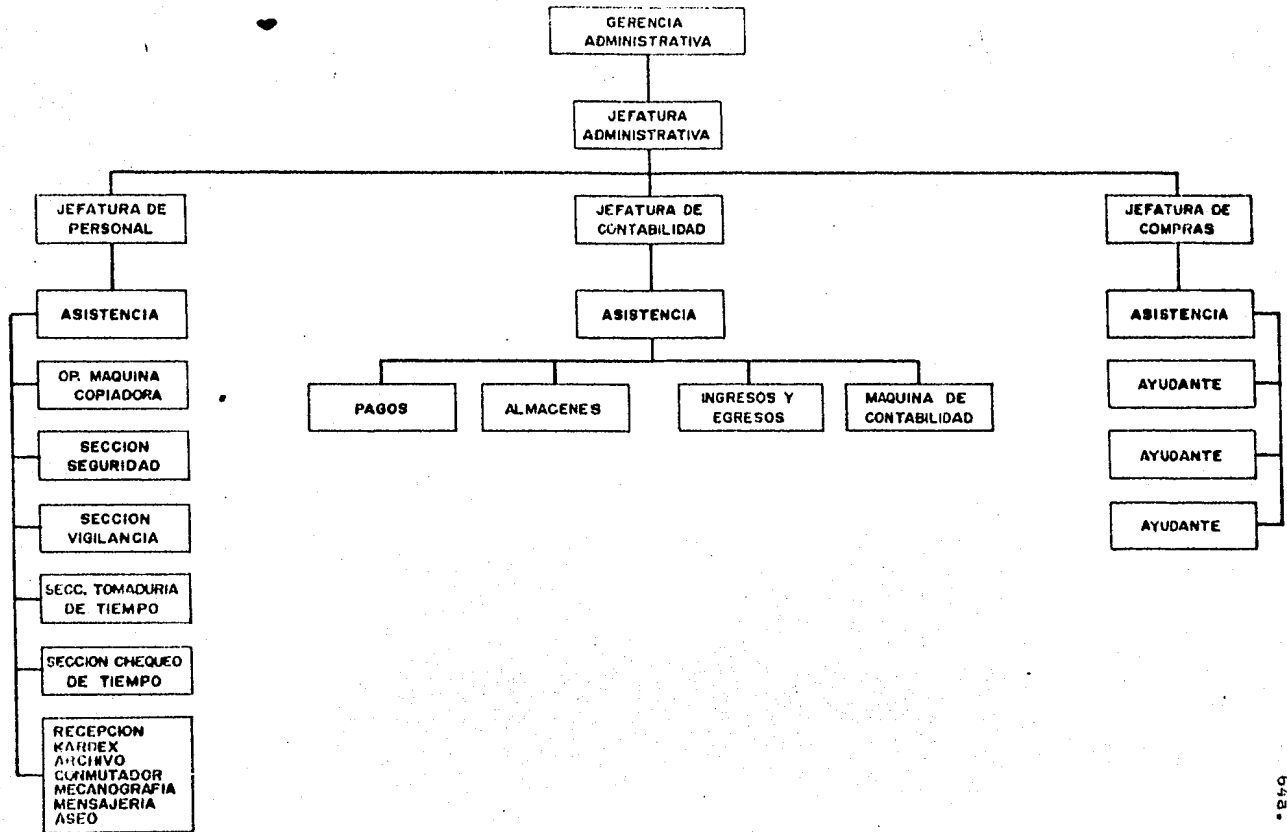 GERENCIA
ADMINISTRATIVA
JEFATURA
ADMINISTRATIVA
JEFATURA DE
PERSONAL
JEFATURA DE
CONTABILIDAD
JEFATURA DE
COMPRAS
ASISTENCIA
OP. MAQUINA
COPIADORA
SECCION
SEGURIDAD
SECCION
VIGILANCIA
SECC. TOMADURIA
DE TIEMPO
SECCION CHEQUEO
DE TIEMPO
RECEPCION
KARDEX
ARCHIVO
CONMUTADOR
MECANOGRAFIA
MENSAJERIA
ASEO
ASISTENCIA
PAGOS
ALMACENES
INGRESOS Y
EGRESOS
MAQUINA DE
CONTABILIDAD
ASISTENCIA
AYUDANTE
AYUDANTE
AYUDANTE
64a.